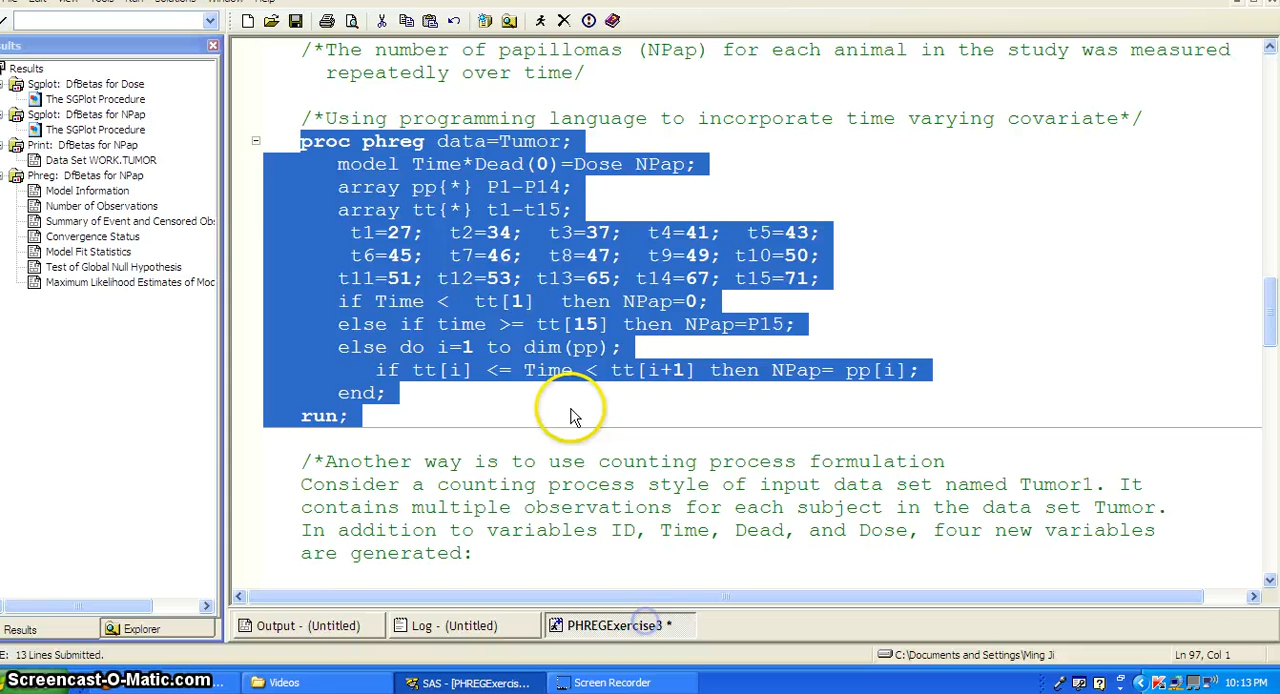 Results
Results
Sgplot: DfBetas for Dose
The SGPlot Procedure
Sgplot: DfBetas for NPap
The SGPlot Procedure
Print: DfBetas for NPap
Data Set WORK.TUMOR
Phreg: DfBetas for NPap
Model Information
Number of Observations
Summary of Event and Censored Ob
Convergence Status
Model Fit Statistics
Test of Global Null Hypothesis
Maximum Likelihood Estimates of Mod
Results
Explorer
/*The number of papillomas (NPap) for each animal in the study was measured
repeatedly over time/
/*Using programming language to incorporate time varying covariate*/
proc phreg data=Tumor;
model Time*Dead(0)=Dose NPap;
array pp{*} P1-P14;
array tt{*} t1-t15;
t1=27; t2=34; t3=37; t4=41; t5=43;
t6=45; t7=46; t8=47; t9=49; t10=50;
t11=51; t12=53; t13=65; t14=67; t15=71;
if Time < tt[1] then NPap=0;
else if time >= tt[15] then NPap=P15;
else do i=1 to dim(pp);
if tt[i] <= Time < tt[i+1] then NPap= pp[i];
end;
run;
/*Another way is to use counting process formulation
Consider a counting process style of input data set named Tumor1. It
contains multiple observations for each subject in the data set Tumor.
In addition to variables ID, Time, Dead, and Dose, four new variables
are generated:
Output - (Untitled)
Log - (Untitled)
PHREGExercise3 *
E: 13 Lines Submitted.
C:\Documents and Settings\Ming Ji
Ln 97, Col 1
Screencast-O-Matic.com
Videos
SAS - [PHREGExercis...
Screen Recorder
10:13 PM